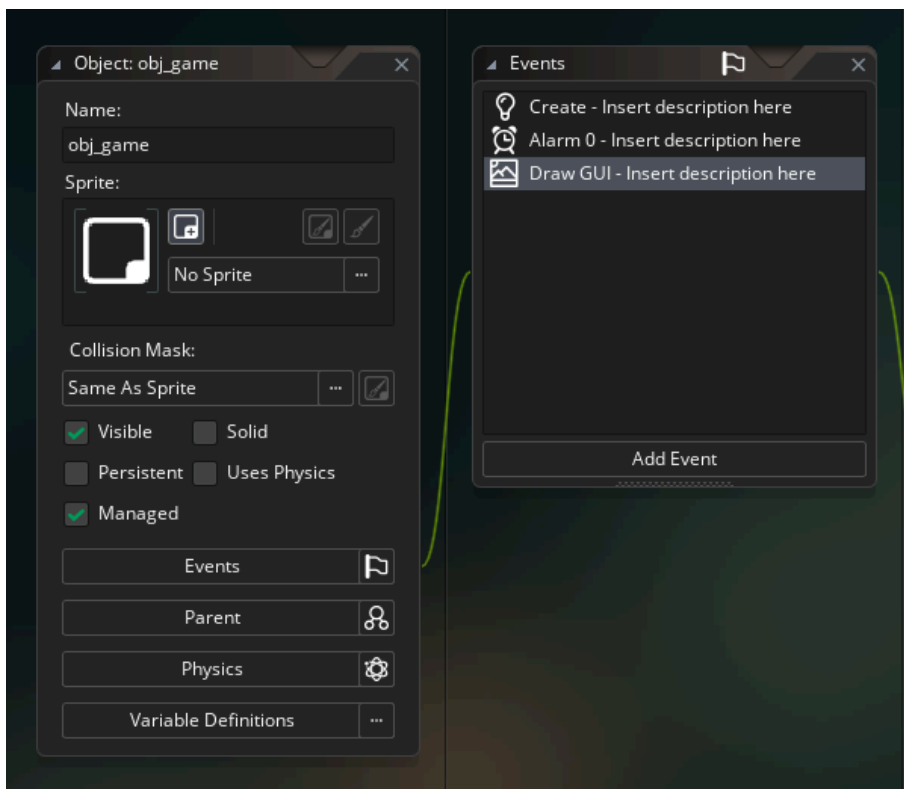 Object: obj_game
Name:
obj_game
Sprite:
No Sprite
...
Collision Mask:
Same As Sprite
...
Visible
Solid
Persistent
Uses Physics
Managed
Events
Parent
Physics
Variable Definitions
...
Events
Create - Insert description here
Alarm 0 - Insert description here
Draw GUI - Insert description here
Add Event